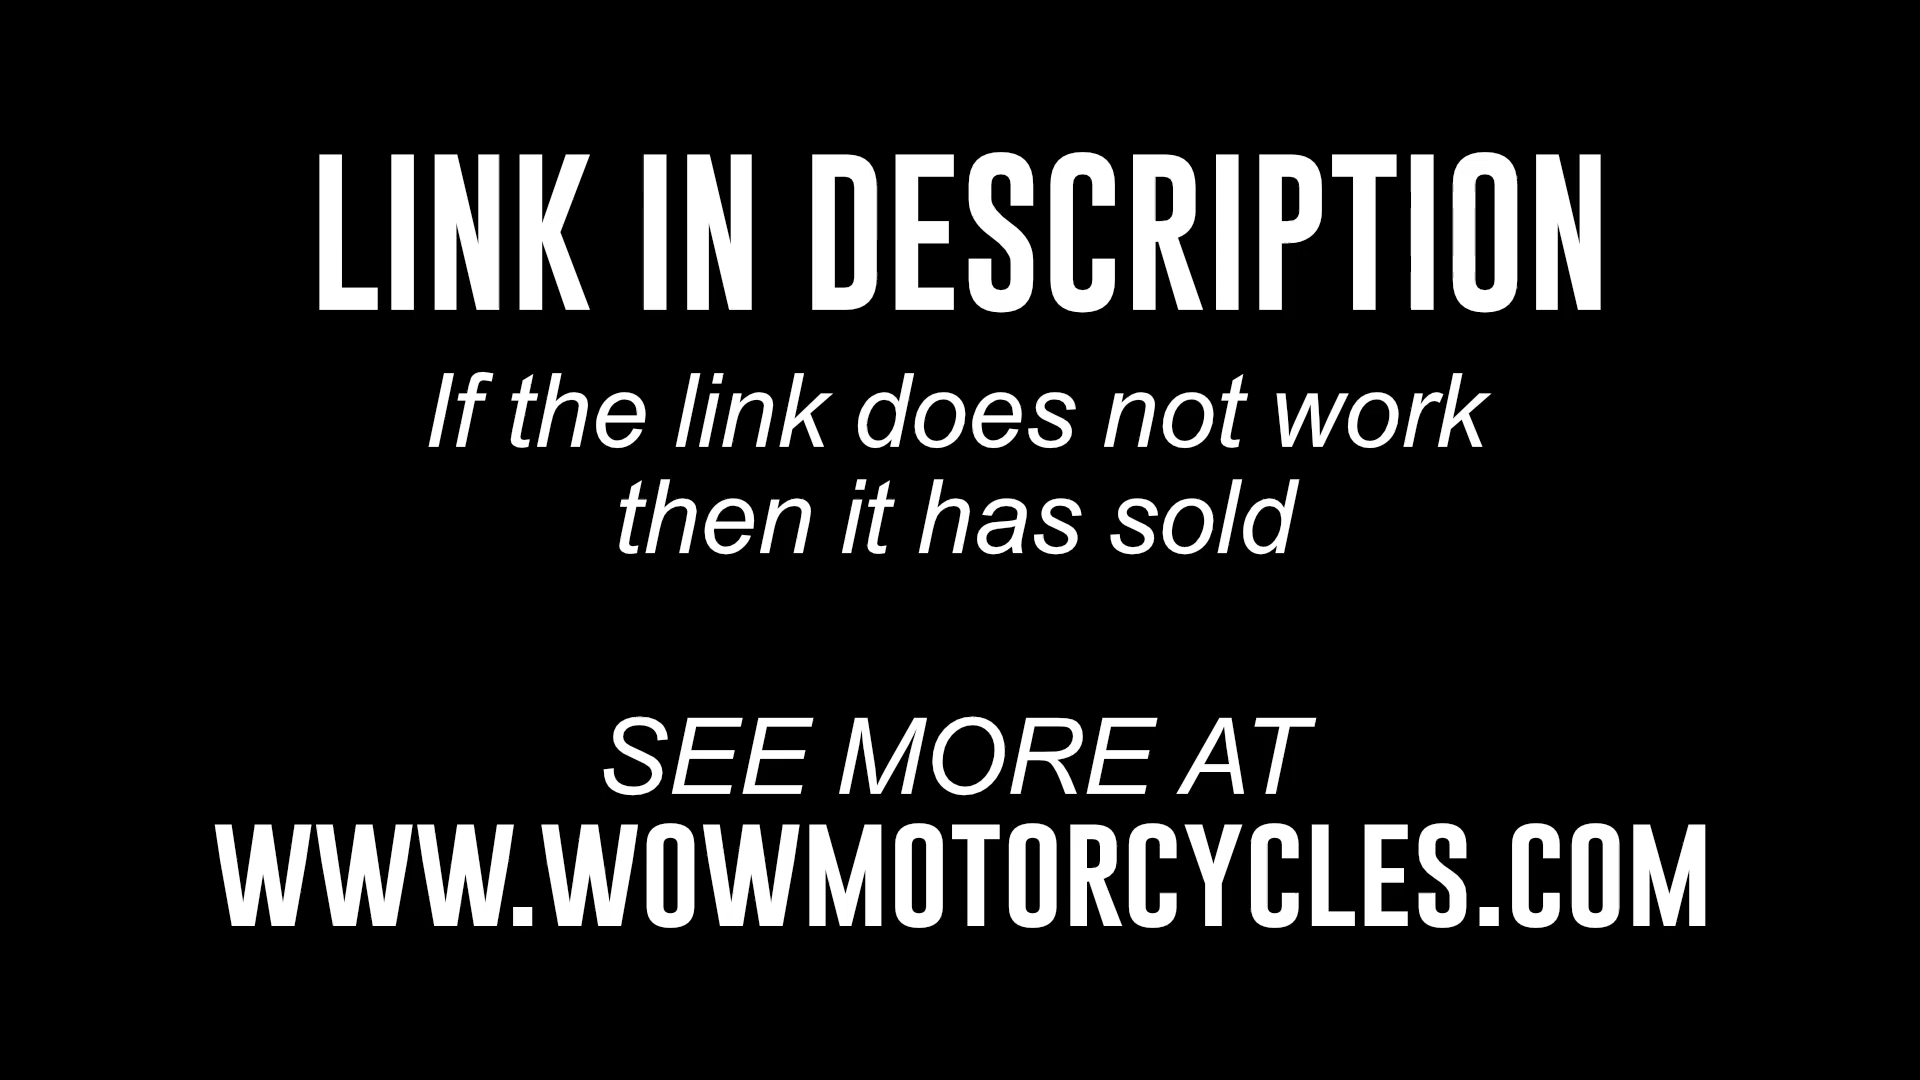 LINK IN DESCRIPTION
If the link does not work
then it has sold
SEE MORE AT
WWW.WOWMOTORCYCLES.COM